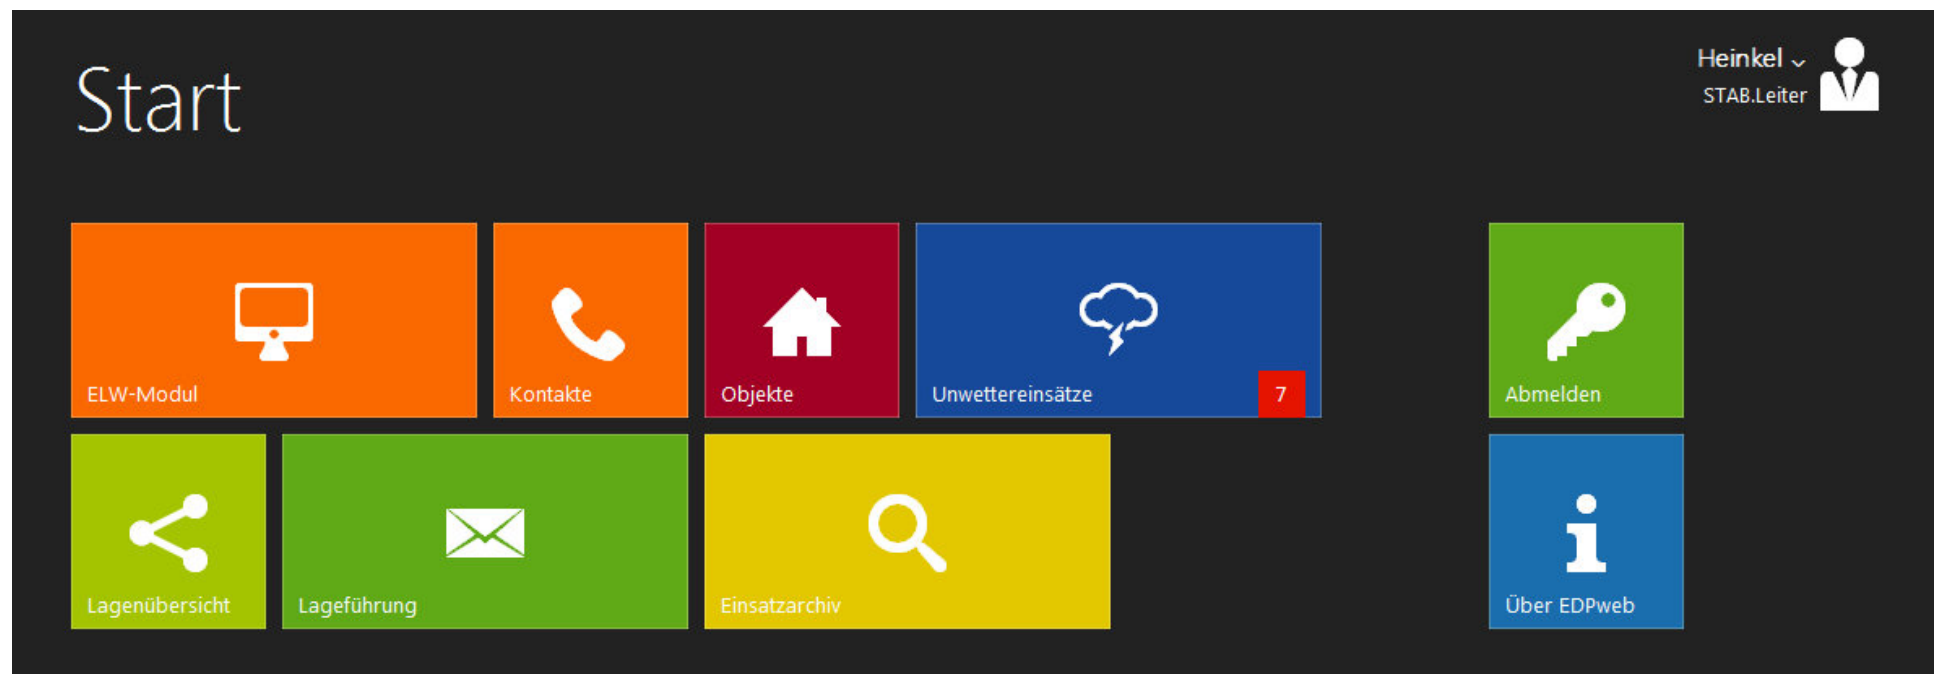 Start
Heinkel
STAB.Leiter
ELW-Modul
Kontakte
Objekte
Unwettereinsätze
7
Abmelden
Lagenübersicht
Lageführung
Einsatzarchiv
Über EDPweb